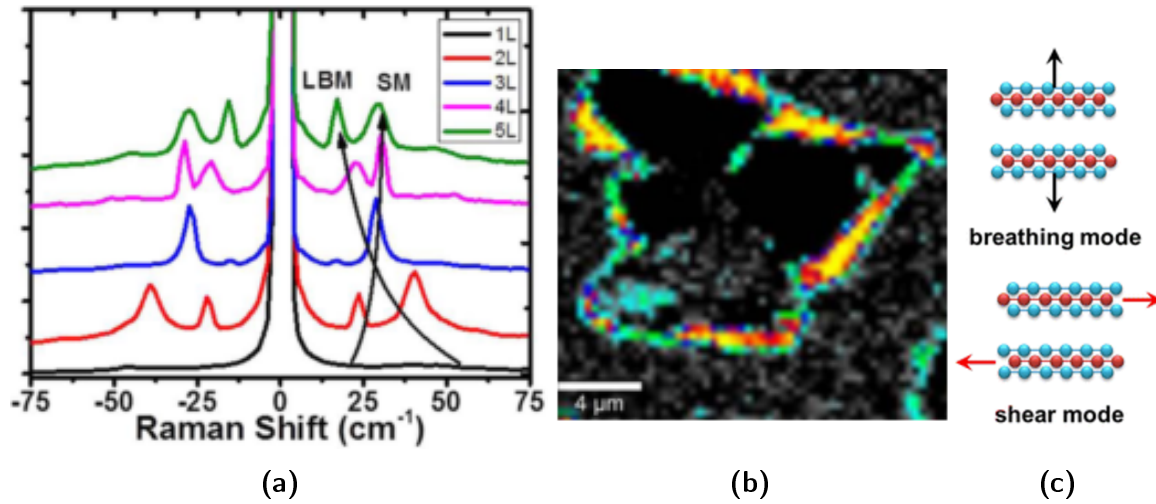 1L
2L
3L
4L
5L
LBM
SM
-75 -50 -25 0 25 50 75
Raman Shift (cm⁻¹)
(a)
4 µm
(b)
breathing mode
shear mode
(c)